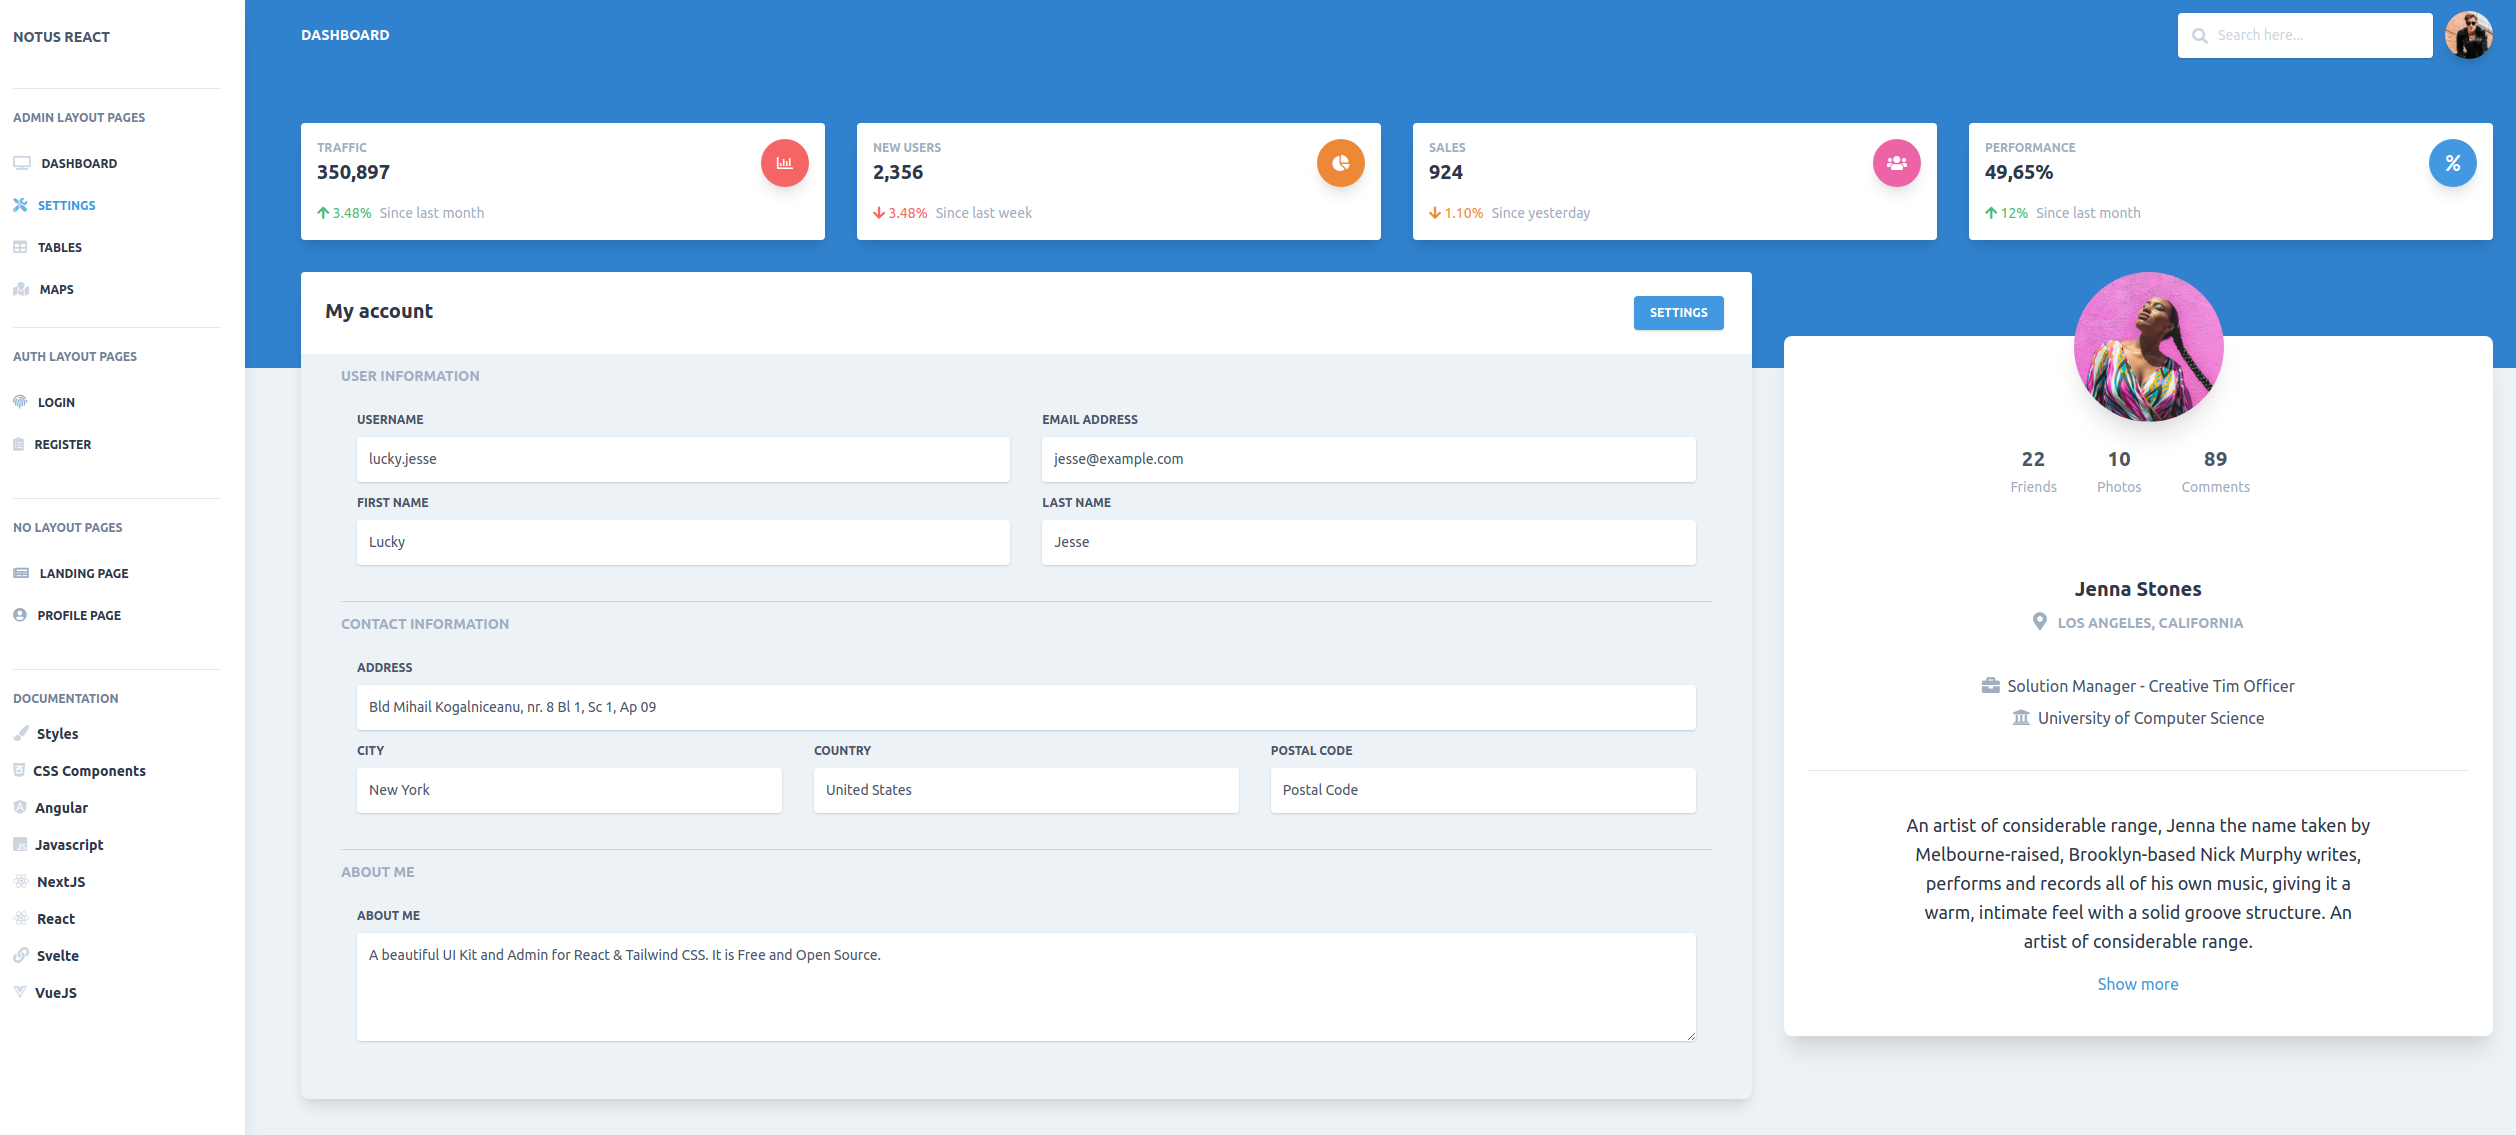 NOTUS REACT
ADMIN LAYOUT PAGES
DASHBOARD
SETTINGS
TABLES
MAPS
AUTH LAYOUT PAGES
LOGIN
REGISTER
NO LAYOUT PAGES
LANDING PAGE
PROFILE PAGE
DOCUMENTATION
Styles
CSS Components
Angular
Javascript
NextJS
React
Svelte
VueJS
DASHBOARD
Search here...
TRAFFIC
350,897
3.48% Since last month
NEW USERS
2,356
3.48% Since last week
SALES
924
1.10% Since yesterday
PERFORMANCE
49,65%
12% Since last month
%
My account
SETTINGS
USER INFORMATION
USERNAME
lucky.jesse
EMAIL ADDRESS
jesse@example.com
FIRST NAME
Lucky
LAST NAME
Jesse
CONTACT INFORMATION
ADDRESS
Bld Mihail Kogalniceanu, nr. 8 Bl 1, Sc 1, Ap 09
CITY
New York
COUNTRY
United States
POSTAL CODE
Postal Code
ABOUT ME
ABOUT ME
A beautiful UI Kit and Admin for React & Tailwind CSS. It is Free and Open Source.
22
Friends
10
Photos
89
Comments
Jenna Stones
LOS ANGELES, CALIFORNIA
Solution Manager - Creative Tim Officer
University of Computer Science
An artist of considerable range, Jenna the name taken by
Melbourne-raised, Brooklyn-based Nick Murphy writes,
performs and records all of his own music, giving it a
warm, intimate feel with a solid groove structure. An
artist of considerable range.
Show more